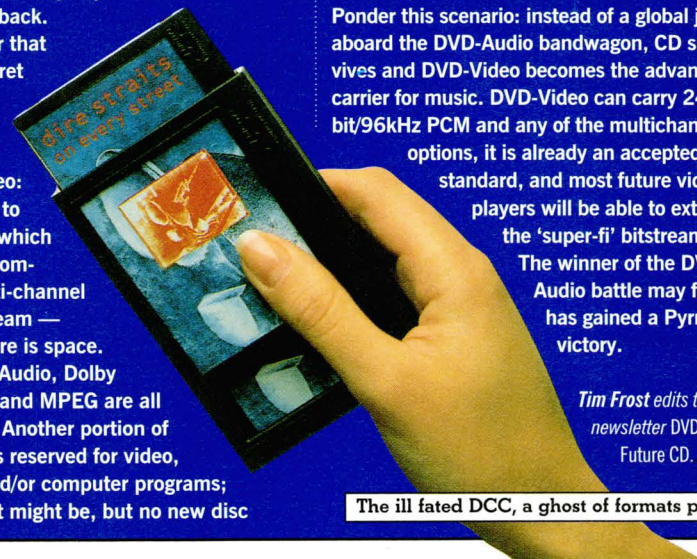 back.
r that
ret
eo:
to
which
om-
i-channel
eam —
re is space.
Audio, Dolby
and MPEG are all
Another portion of
s reserved for video,
d/or computer programs;
t might be, but no new disc
dire straits
on every street
Ponder this scenario: instead of a global j
aboard the DVD-Audio bandwagon, CD s
vives and DVD-Video becomes the advan
carrier for music. DVD-Video can carry 24
bit/96kHz PCM and any of the multichan
options, it is already an accepted
standard, and most future vid
players will be able to ext
the ‘super-fi’ bitstrean
The winner of the DV
Audio battle may f
has gained a Pyrr
victory.
Tim Frost edits t
newsletter DVD
Future CD.
The ill fated DCC, a ghost of formats p